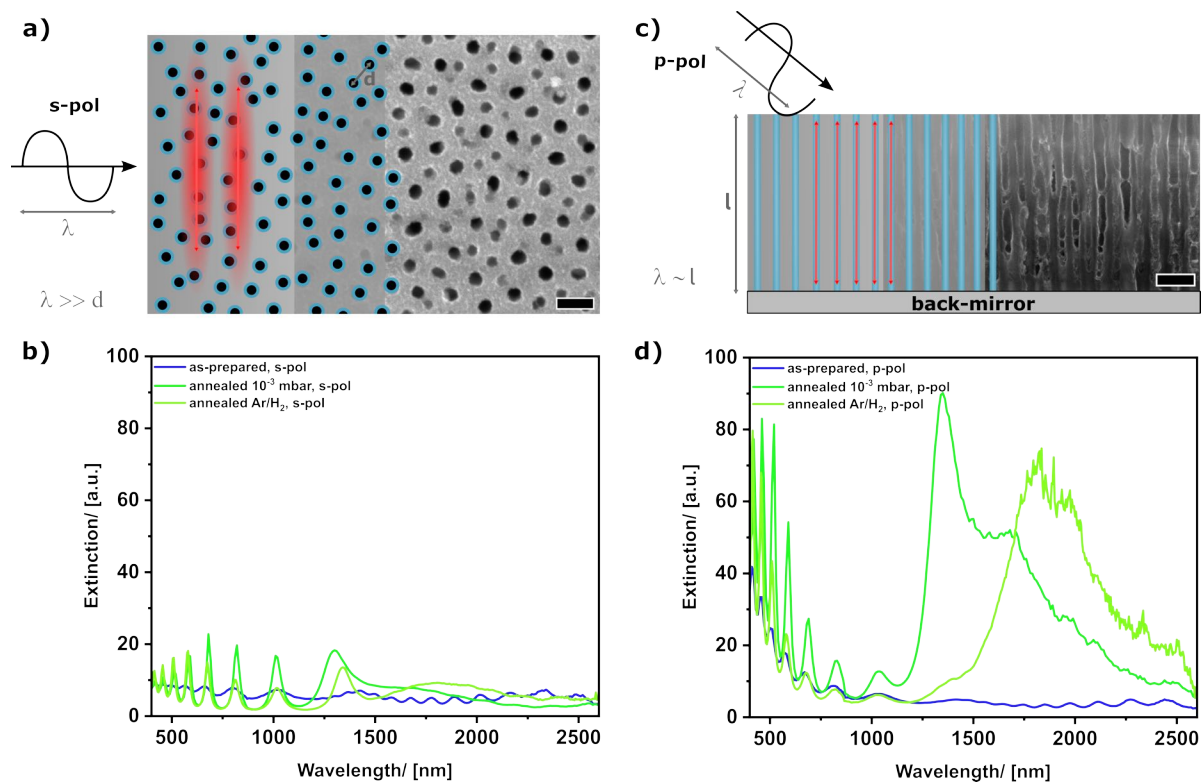 a)
s-pol
λ
λ >> d
d
c)
p-pol
λ
l
λ ~ l
back-mirror
b)
as-prepared, s-pol
annealed 10⁻³ mbar, s-pol
annealed Ar/H₂, s-pol
Extinction/ [a.u.]
100
80
60
40
20
0
500
1000
1500
2000
2500
Wavelength/ [nm]
d)
as-prepared, p-pol
annealed 10⁻³ mbar, p-pol
annealed Ar/H₂, p-pol
Extinction/ [a.u.]
100
80
60
40
20
0
500
1000
1500
2000
2500
Wavelength/ [nm]